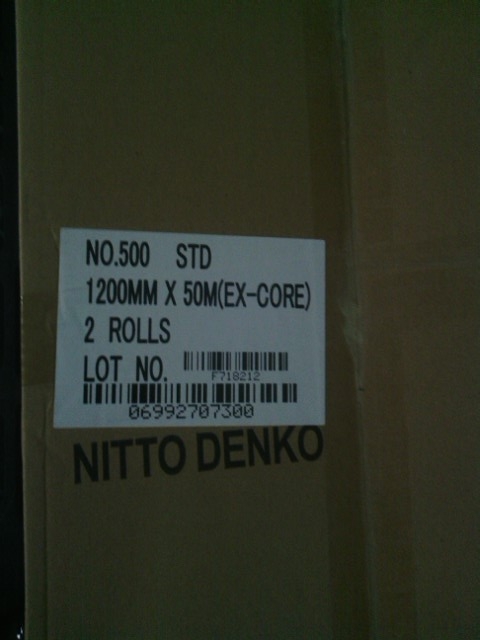 NO.500 STD
1200MM X 50M(EX-CORE)
2 ROLLS
LOT NO.
F718212
06992707300
NITTO DENKO